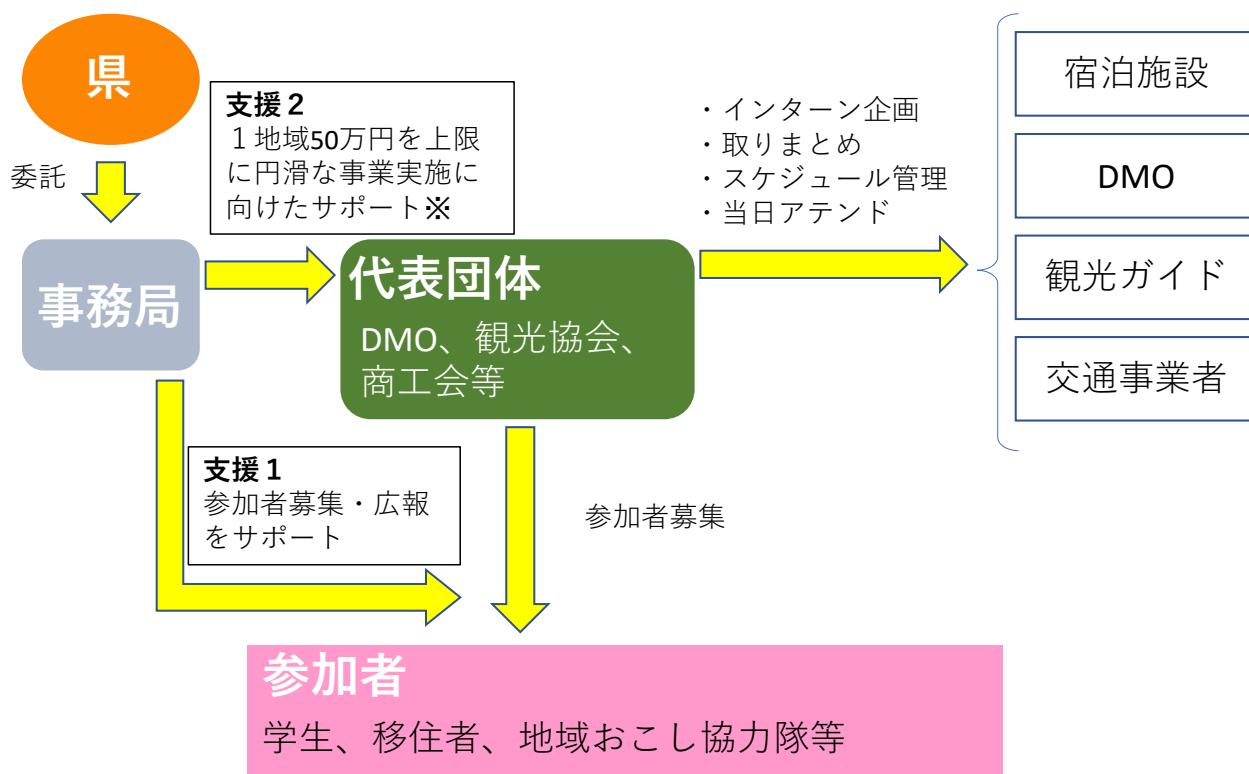 県
委託
事務局
支援２
１地域50万円を上限
に円滑な事業実施に
向けたサポート※
代表団体
DMO、観光協会、
商工会等
・インターン企画
・取りまとめ
・スケジュール管理
・当日アテンド
宿泊施設
DMO
観光ガイド
交通事業者
支援１
参加者募集・広報
をサポート
参加者募集
参加者
学生、移住者、地域おこし協力隊等